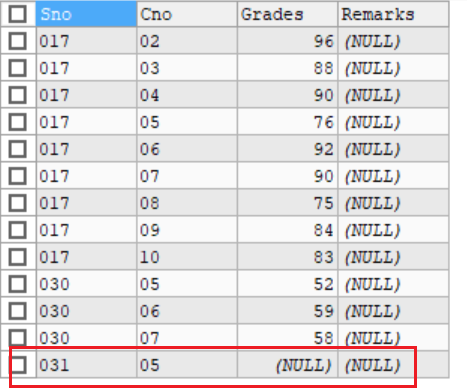 Sno Cno Grades Remarks
017 02 96 (NULL)
017 03 88 (NULL)
017 04 90 (NULL)
017 05 76 (NULL)
017 06 92 (NULL)
017 07 90 (NULL)
017 08 75 (NULL)
017 09 84 (NULL)
017 10 83 (NULL)
030 05 52 (NULL)
030 06 59 (NULL)
030 07 58 (NULL)
031 05 (NULL) (NULL)